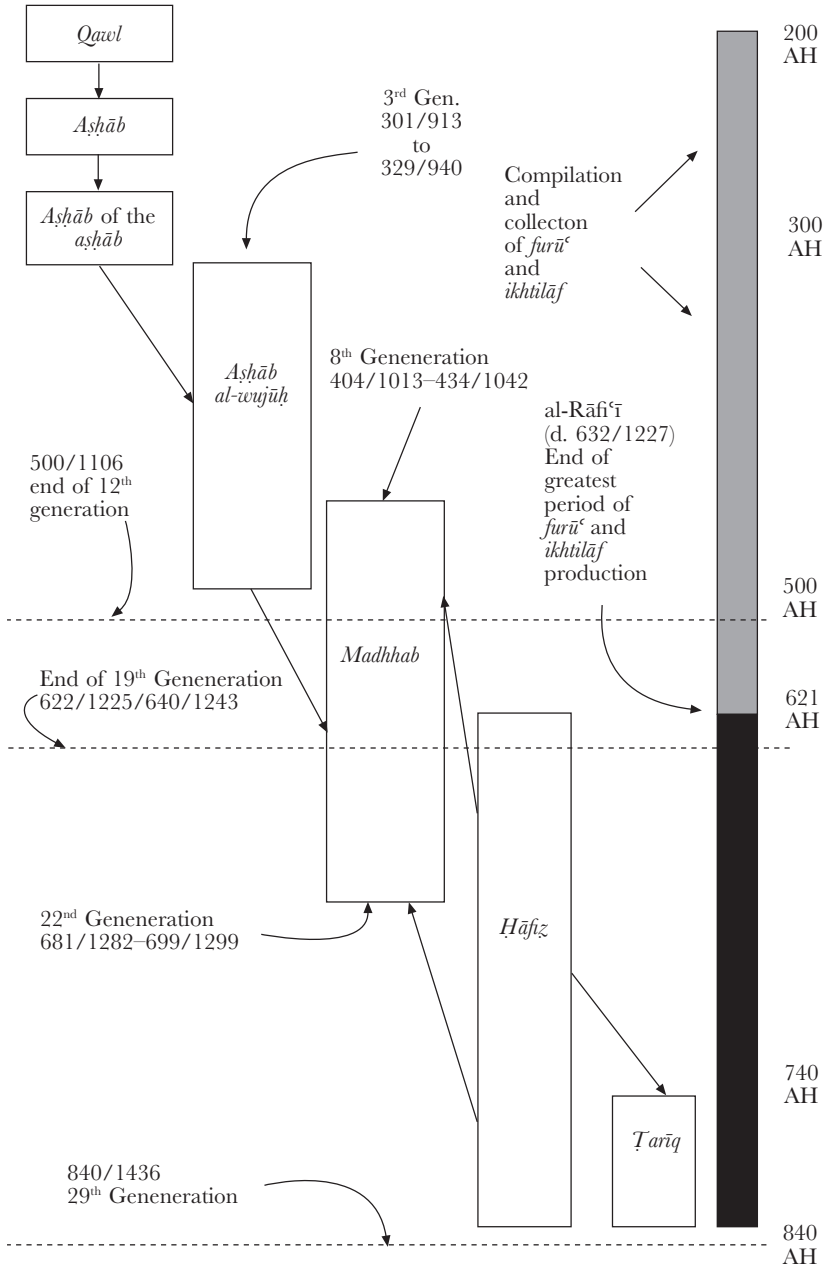 Qawl
Aṣḥāb
Aṣḥāb of the
aṣḥāb
3rd Gen.
301/913
to
329/940
200
AH
Compilation
and
collecton
of furūʿ
and
ikhtilāf
300
AH
Aṣḥāb
al-wujūḥ
8th Geneneration
404/1013–434/1042
al-Rāfiʿī
(d. 632/1227)
End of
greatest
period of
furūʿ and
ikhtilāf
production
500/1106
end of 12th
generation
500
AH
Madhhab
End of 19th Geneneration
622/1225/640/1243
621
AH
22nd Geneneration
681/1282–699/1299
Ḥāfiẓ
740
AH
Ṭarīq
840/1436
29th Geneneration
840
AH